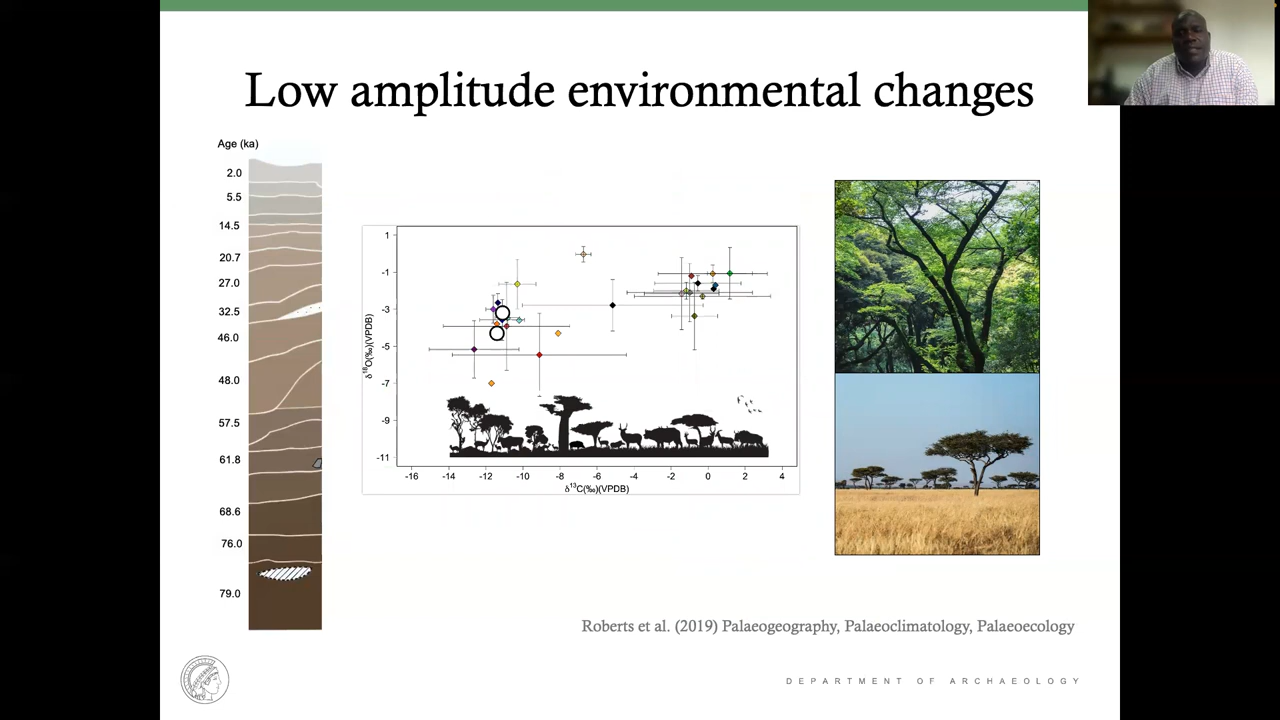 Low amplitude environmental changes
Age (ka)
2.0
5.5
14.5
20.7
27.0
32.5
46.0
48.0
57.5
61.8
68.6
76.0
79.0
1
-1
-3
-5
-7
-9
-11
δ18O(‰)(VPDB)
-16 -14 -12 -10 -8 -6 -4 -2 0 2 4
δ13C(‰)(VPDB)
Roberts et al. (2019) Palaeogeography, Palaeoclimatology, Palaeoecology
DEPARTMENT OF ARCHAEOLOGY